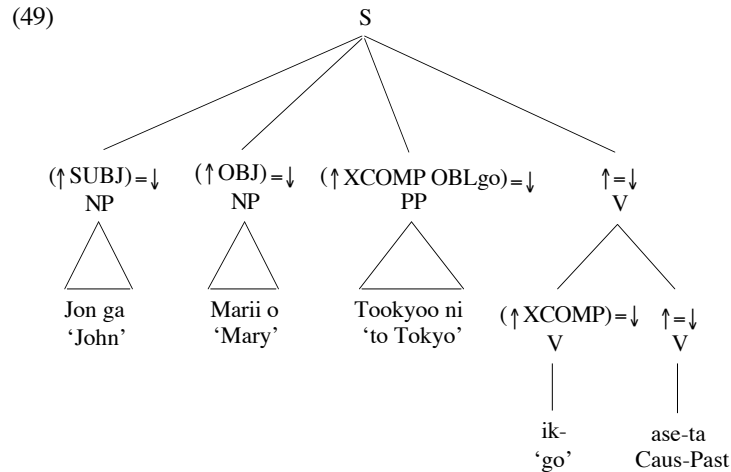 (49)
S
(↑SUBJ)=↓ (↑OBJ)=↓ (↑XCOMP OBLgo)=↓ ↑=↓
NP NP PP V
Jon ga Marii o Tookyoo ni
'John' 'Mary' 'to Tokyo'
(↑XCOMP)=↓ ↑=↓
V V
ik- ase-ta
'go' Caus-Past